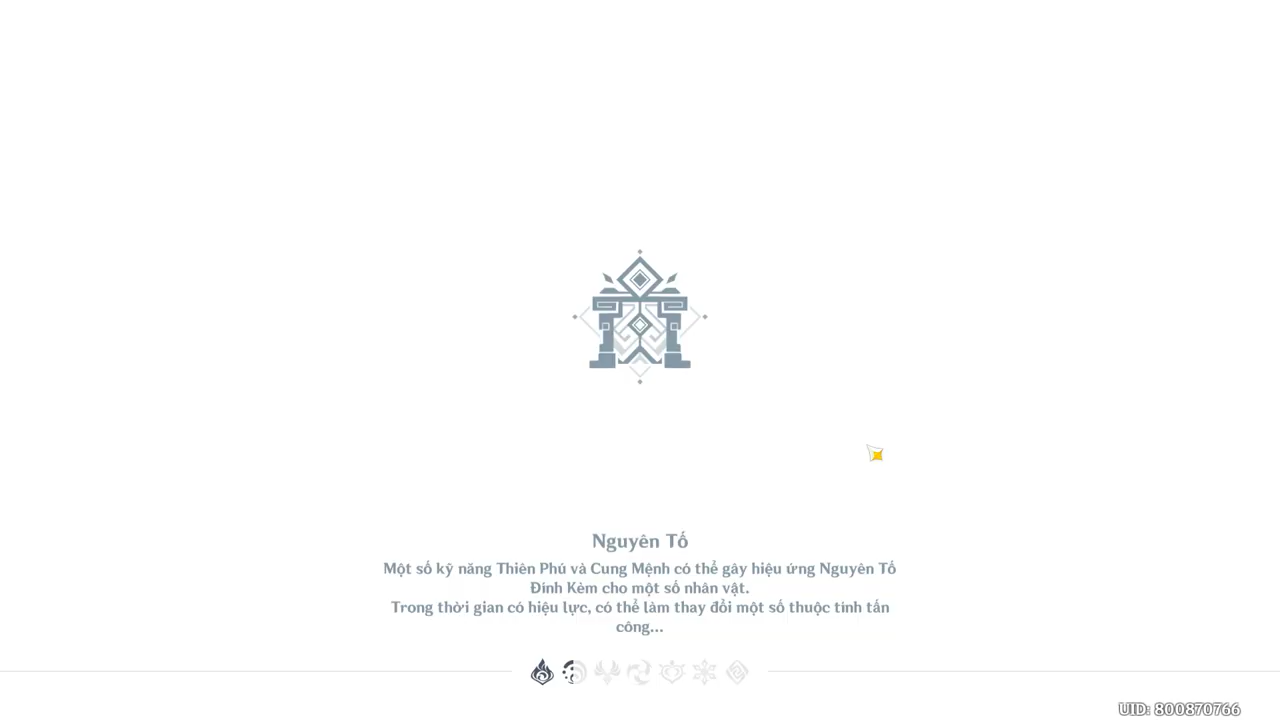 Nguyên Tố
Một số kỹ năng Thiên Phú và Cung Mệnh có thể gây hiệu ứng Nguyên Tố
Đính Kèm cho một số nhân vật.
Trong thời gian có hiệu lực, có thể làm thay đổi một số thuộc tính tấn
công...
UID: 800870766